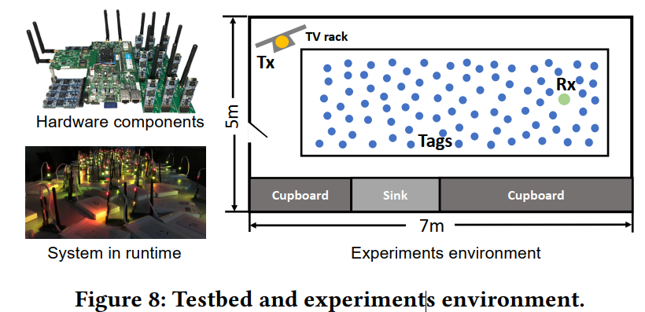 TV rack
Tx
Rx
Tags
5m
Hardware components
Cupboard
Sink
Cupboard
7m
System in runtime
Experiments environment
Figure 8: Testbed and experiments environment.